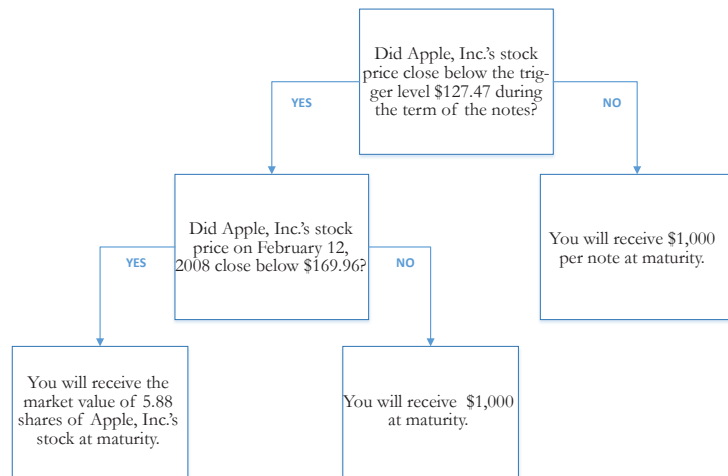 Did Apple, Inc.'s stock
price close below the trig-
ger level $127.47 during
the term of the notes?
YES
NO
Did Apple, Inc.'s stock
price on February 12,
2008 close below $169.96?
You will receive $1,000
per note at maturity.
YES
NO
You will receive the
market value of 5.88
shares of Apple, Inc.'s
stock at maturity.
You will receive $1,000
at maturity.